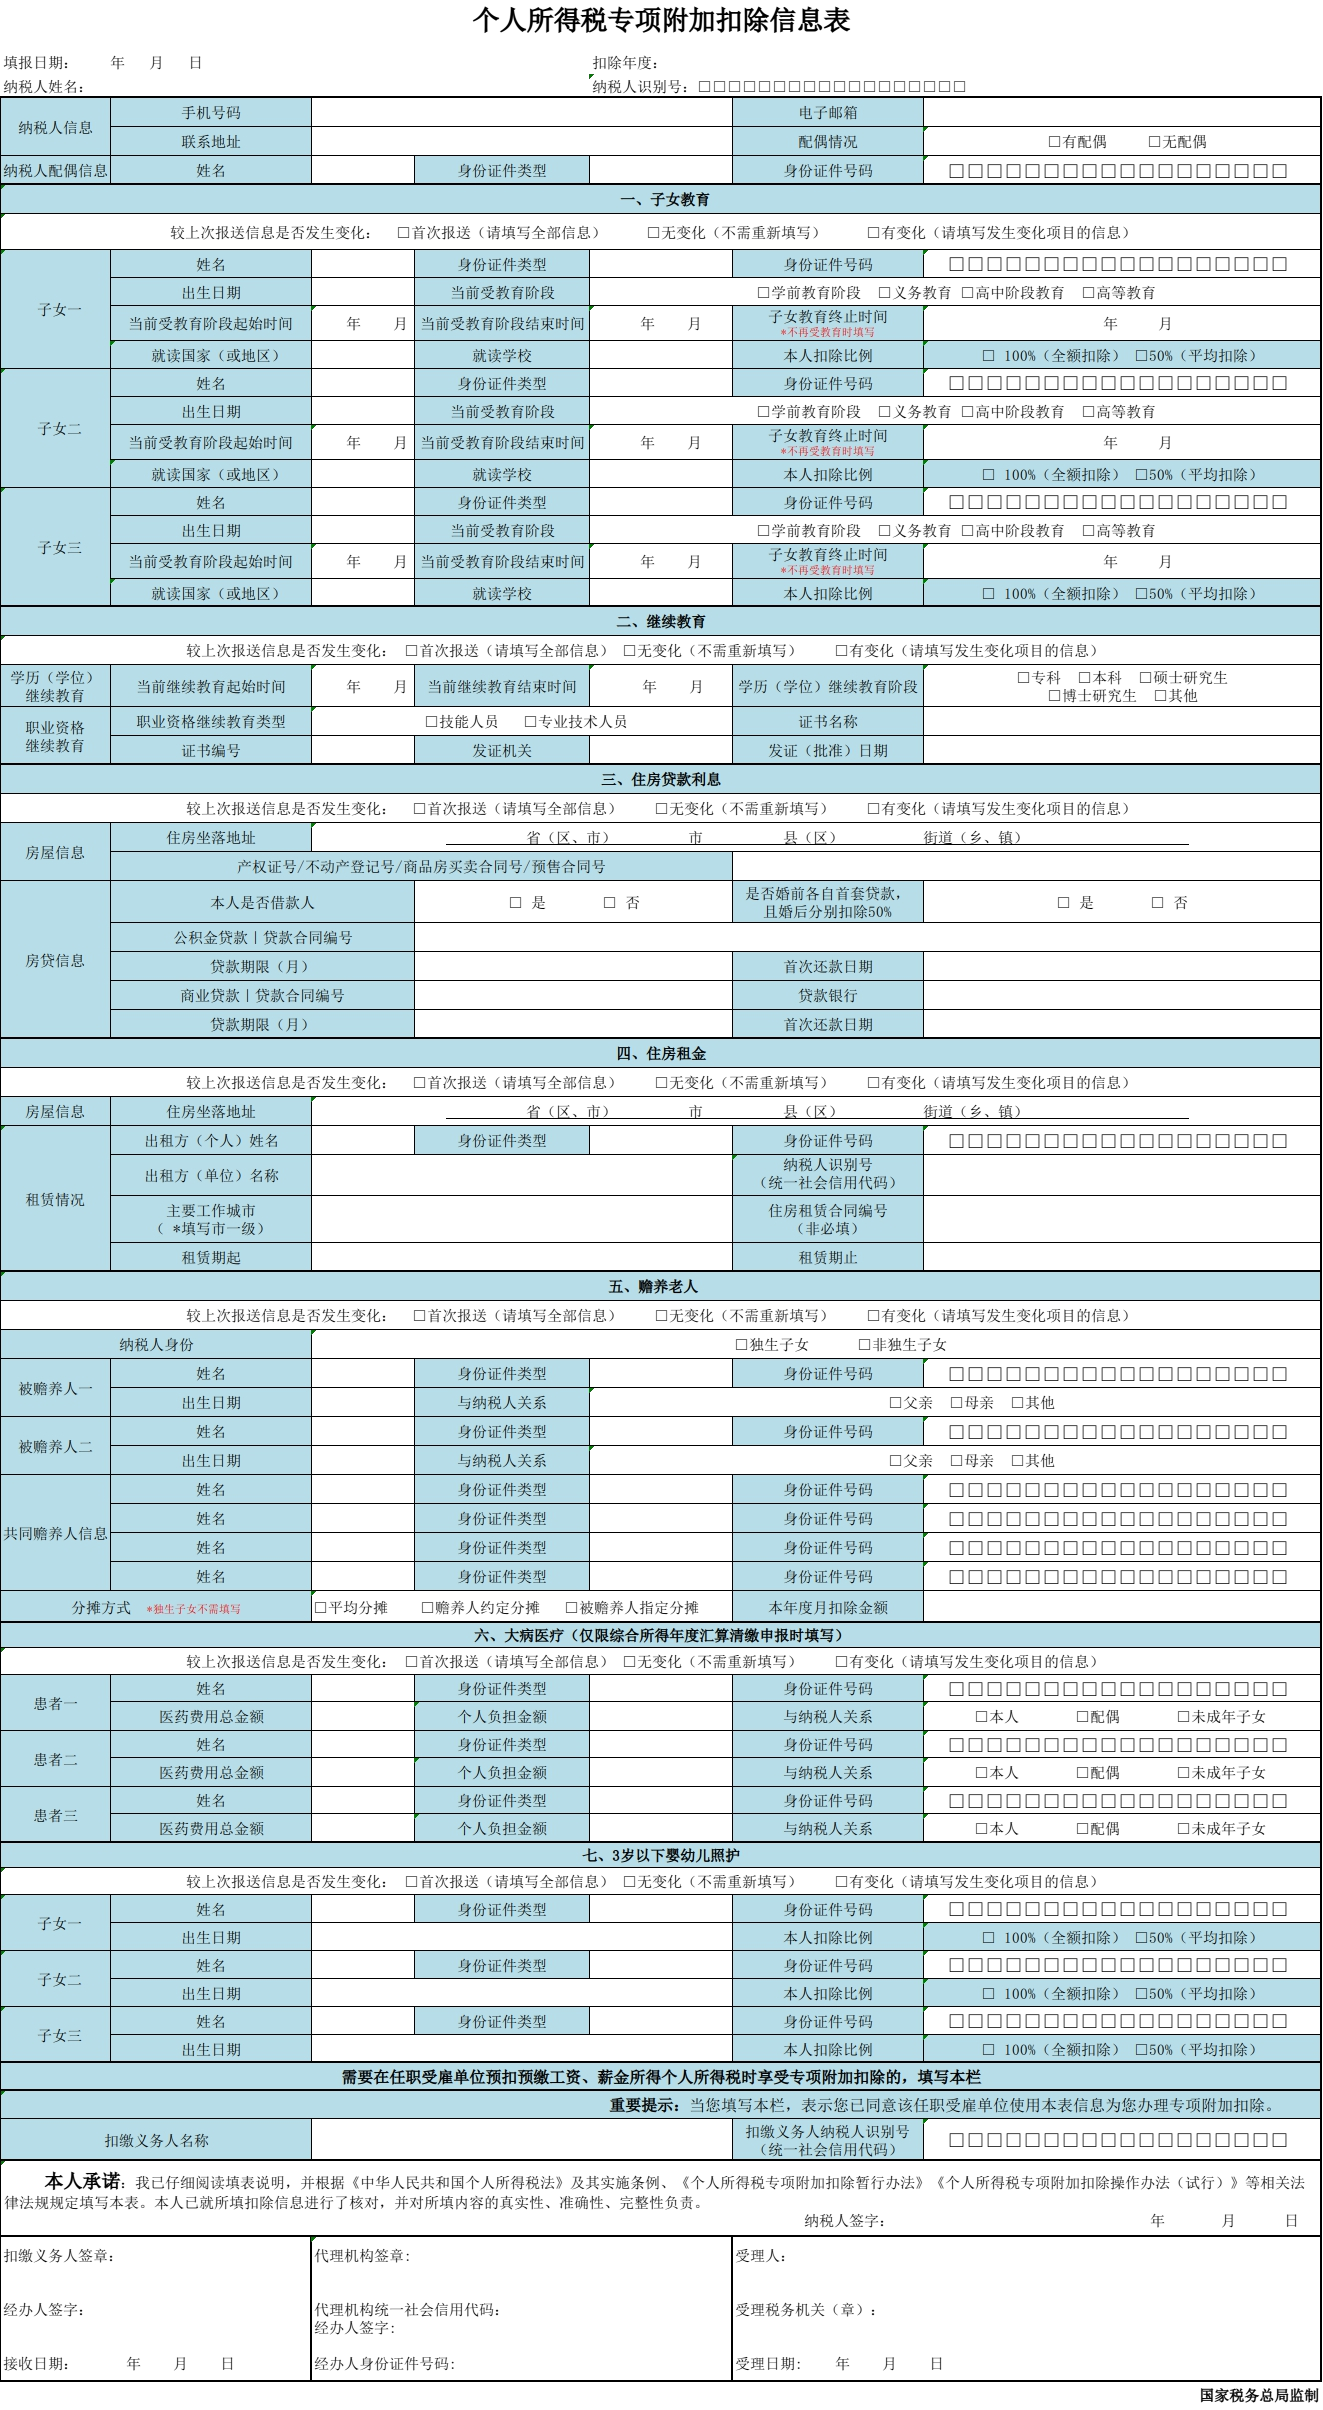 个人所得税专项附加扣除信息表
填报日期： 年 月 日 扣除年度：
纳税人姓名： 纳税人识别号：□□□□□□□□□□□□□□□□□□
纳税人信息 手机号码 电子邮箱
联系地址 配偶情况 □有配偶 □无配偶
纳税人配偶信息 姓名 身份证件类型 身份证件号码 □□□□□□□□□□□□□□□□□□
一、子女教育
较上次报送信息是否发生变化： □首次报送（请填写全部信息） □无变化（不需重新填写） □有变化（请填写发生变化项目的信息）
子女一 姓名 身份证件类型 身份证件号码 □□□□□□□□□□□□□□□□□□
出生日期 当前受教育阶段 □学前教育阶段 □义务教育 □高中阶段教育 □高等教育
当前受教育阶段起始时间 年 月 当前受教育阶段结束时间 年 月 子女教育终止时间 *不再受教育时填写 年 月
就读国家（或地区） 就读学校 本人扣除比例 □ 100%（全额扣除） □50%（平均扣除）
子女二 姓名 身份证件类型 身份证件号码 □□□□□□□□□□□□□□□□□□
出生日期 当前受教育阶段 □学前教育阶段 □义务教育 □高中阶段教育 □高等教育
当前受教育阶段起始时间 年 月 当前受教育阶段结束时间 年 月 子女教育终止时间 *不再受教育时填写 年 月
就读国家（或地区） 就读学校 本人扣除比例 □ 100%（全额扣除） □50%（平均扣除）
子女三 姓名 身份证件类型 身份证件号码 □□□□□□□□□□□□□□□□□□
出生日期 当前受教育阶段 □学前教育阶段 □义务教育 □高中阶段教育 □高等教育
当前受教育阶段起始时间 年 月 当前受教育阶段结束时间 年 月 子女教育终止时间 *不再受教育时填写 年 月
就读国家（或地区） 就读学校 本人扣除比例 □ 100%（全额扣除） □50%（平均扣除）
二、继续教育
较上次报送信息是否发生变化： □首次报送（请填写全部信息） □无变化（不需重新填写） □有变化（请填写发生变化项目的信息）
学历（学位）继续教育 当前继续教育起始时间 年 月 当前继续教育结束时间 年 月 学历（学位）继续教育阶段 □专科 □本科 □硕士研究生
□博士研究生 □其他
职业资格继续教育 职业资格继续教育类型 □技能人员 □专业技术人员 证书名称
证书编号 发证机关 发证（批准）日期
三、住房贷款利息
较上次报送信息是否发生变化： □首次报送（请填写全部信息） □无变化（不需重新填写） □有变化（请填写发生变化项目的信息）
房屋信息 住房坐落地址 省（区、市） 市 县（区） 街道（乡、镇）
产权证号/不动产登记号/商品房买卖合同号/预售合同号
房贷信息 本人是否借款人 □ 是 □ 否 是否婚前各自首套贷款，且婚后分别扣除50% □ 是 □ 否
公积金贷款丨贷款合同编号
贷款期限（月） 首次还款日期
商业贷款丨贷款合同编号 贷款银行
贷款期限（月） 首次还款日期
四、住房租金
较上次报送信息是否发生变化： □首次报送（请填写全部信息） □无变化（不需重新填写） □有变化（请填写发生变化项目的信息）
房屋信息 住房坐落地址 省（区、市） 市 县（区） 街道（乡、镇）
租赁情况 出租方（个人）姓名 身份证件类型 身份证件号码 □□□□□□□□□□□□□□□□□□
出租方（单位）名称 纳税人识别号（统一社会信用代码）
主要工作城市（ *填写市一级） 住房租赁合同编号（非必填）
租赁期起 租赁期止
五、赡养老人
较上次报送信息是否发生变化： □首次报送（请填写全部信息） □无变化（不需重新填写） □有变化（请填写发生变化项目的信息）
纳税人身份 □独生子女 □非独生子女
被赡养人一 姓名 身份证件类型 身份证件号码 □□□□□□□□□□□□□□□□□□
出生日期 与纳税人关系 □父亲 □母亲 □其他
被赡养人二 姓名 身份证件类型 身份证件号码 □□□□□□□□□□□□□□□□□□
出生日期 与纳税人关系 □父亲 □母亲 □其他
共同赡养人信息 姓名 身份证件类型 身份证件号码 □□□□□□□□□□□□□□□□□□
姓名 身份证件类型 身份证件号码 □□□□□□□□□□□□□□□□□□
姓名 身份证件类型 身份证件号码 □□□□□□□□□□□□□□□□□□
姓名 身份证件类型 身份证件号码 □□□□□□□□□□□□□□□□□□
分摊方式 *独生子女不需填写 □平均分摊 □赡养人约定分摊 □被赡养人指定分摊 本年度月扣除金额
六、大病医疗（仅限综合所得年度汇算清缴申报时填写）
较上次报送信息是否发生变化： □首次报送（请填写全部信息） □无变化（不需重新填写） □有变化（请填写发生变化项目的信息）
患者一 姓名 身份证件类型 身份证件号码 □□□□□□□□□□□□□□□□□□
医药费用总金额 个人负担金额 与纳税人关系 □本人 □配偶 □未成年子女
患者二 姓名 身份证件类型 身份证件号码 □□□□□□□□□□□□□□□□□□
医药费用总金额 个人负担金额 与纳税人关系 □本人 □配偶 □未成年子女
患者三 姓名 身份证件类型 身份证件号码 □□□□□□□□□□□□□□□□□□
医药费用总金额 个人负担金额 与纳税人关系 □本人 □配偶 □未成年子女
七、3岁以下婴幼儿照护
较上次报送信息是否发生变化： □首次报送（请填写全部信息） □无变化（不需重新填写） □有变化（请填写发生变化项目的信息）
子女一 姓名 身份证件类型 身份证件号码 □□□□□□□□□□□□□□□□□□
出生日期 本人扣除比例 □ 100%（全额扣除） □50%（平均扣除）
子女二 姓名 身份证件类型 身份证件号码 □□□□□□□□□□□□□□□□□□
出生日期 本人扣除比例 □ 100%（全额扣除） □50%（平均扣除）
子女三 姓名 身份证件类型 身份证件号码 □□□□□□□□□□□□□□□□□□
出生日期 本人扣除比例 □ 100%（全额扣除） □50%（平均扣除）
需要在任职受雇单位预扣预缴工资、薪金所得个人所得税时享受专项附加扣除的，填写本栏
重要提示：当您填写本栏，表示您已同意该任职受雇单位使用本表信息为您办理专项附加扣除。
扣缴义务人名称 扣缴义务人纳税人识别号（统一社会信用代码） □□□□□□□□□□□□□□□□□□
本人承诺：我已仔细阅读填表说明，并根据《中华人民共和国个人所得税法》及其实施条例、《个人所得税专项附加扣除暂行办法》《个人所得税专项附加扣除操作办法（试行）》等相关法
律法规规定填写本表。本人已就所填扣除信息进行了核对，并对所填内容的真实性、准确性、完整性负责。
纳税人签字： 年 月 日
扣缴义务人签章： 代理机构签章： 受理人：
经办人签字： 代理机构统一社会信用代码： 受理税务机关（章）：
经办人签字：
接收日期： 年 月 日 经办人身份证件号码： 受理日期： 年 月 日
国家税务总局监制